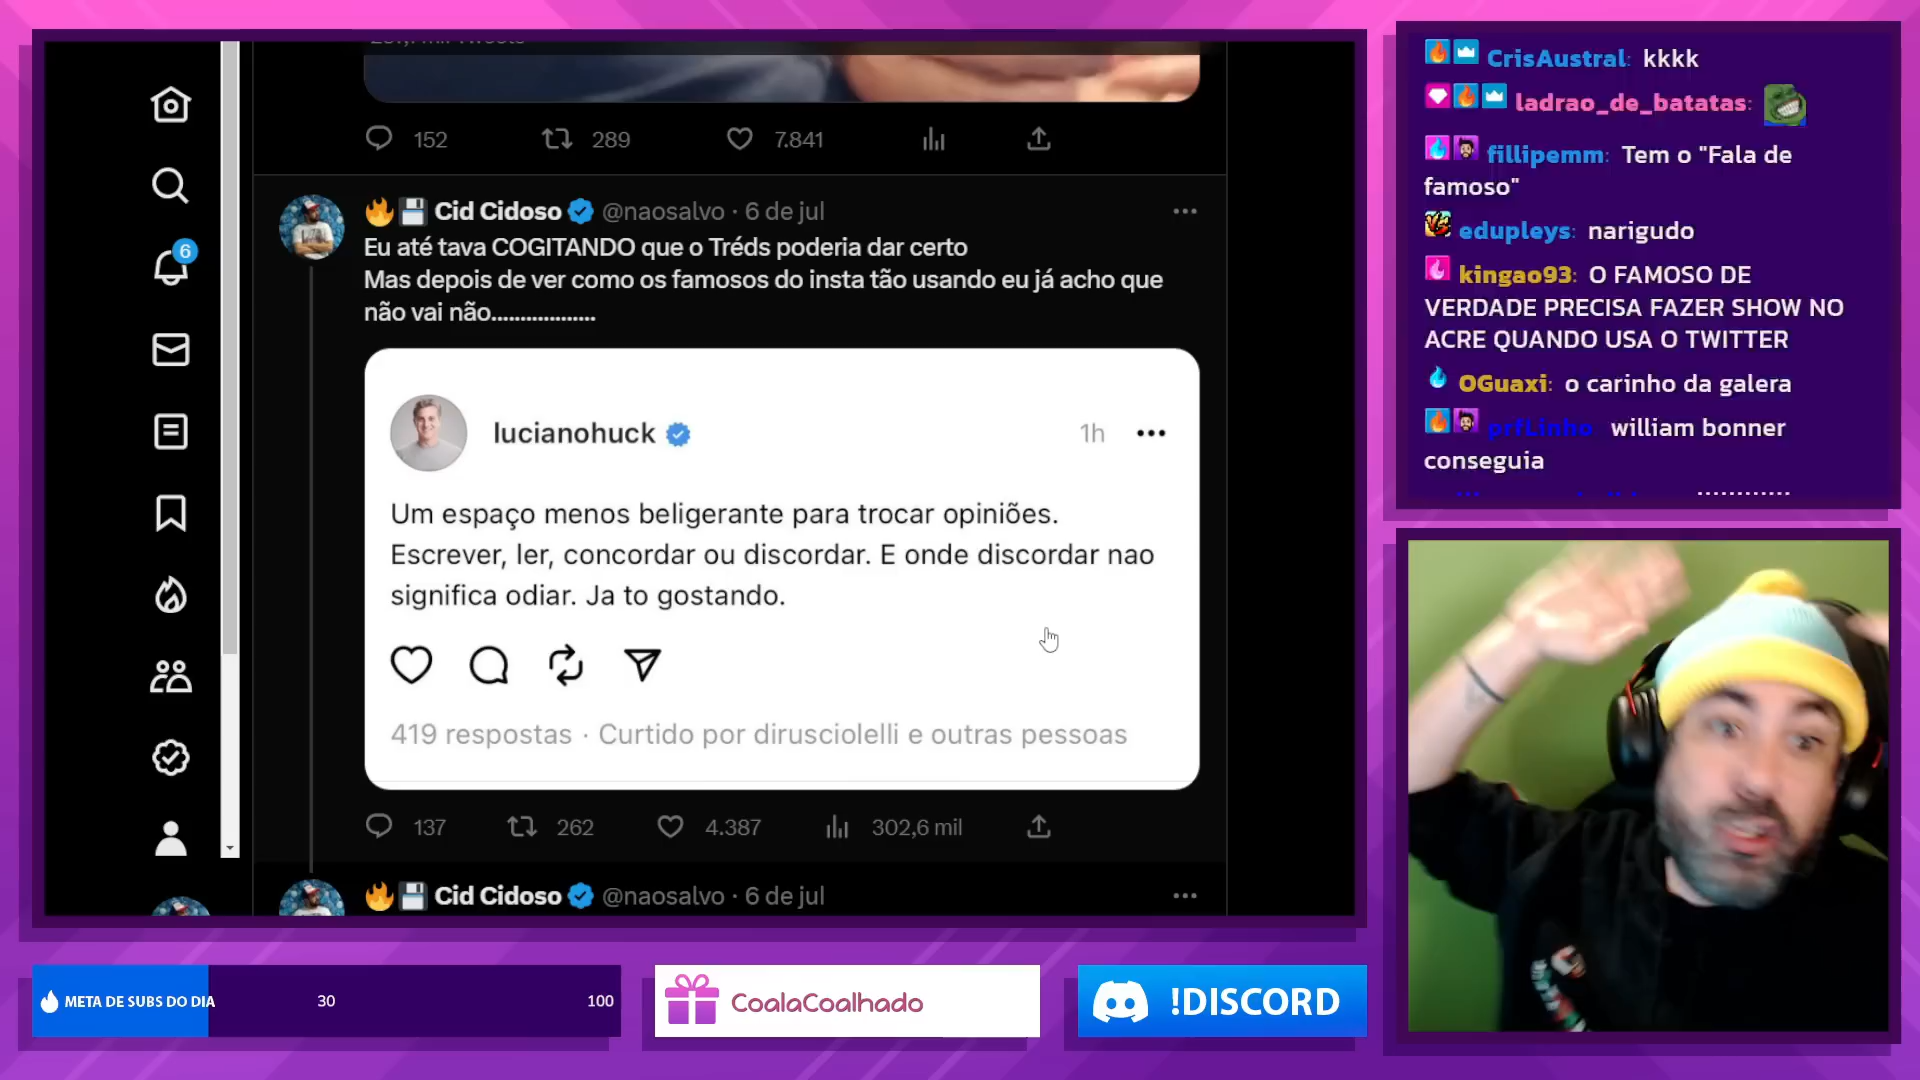 152
289
7.841
🔥💾 Cid Cidoso @naosalvo · 6 de jul
Eu até tava COGITANDO que o Tréds poderia dar certo
Mas depois de ver como os famosos do insta tão usando eu já acho que
não vai não..................
lucianohuck
1h
Um espaço menos beligerante para trocar opiniões.
Escrever, ler, concordar ou discordar. E onde discordar nao
significa odiar. Ja to gostando.
419 respostas · Curtido por dirusciolelli e outras pessoas
137
262
4.387
302,6 mil
🔥💾 Cid Cidoso @naosalvo · 6 de jul
6
CrisAustral: kkkk
ladrao_de_batatas:
fillipemm: Tem o "Fala de
famoso"
edupleys: narigudo
kingao93: O FAMOSO DE
VERDADE PRECISA FAZER SHOW NO
ACRE QUANDO USA O TWITTER
OGuaxi: o carinho da galera
prfLinho: william bonner
conseguia
META DE SUBS DO DIA
30
100
CoalaCoalhado
!DISCORD